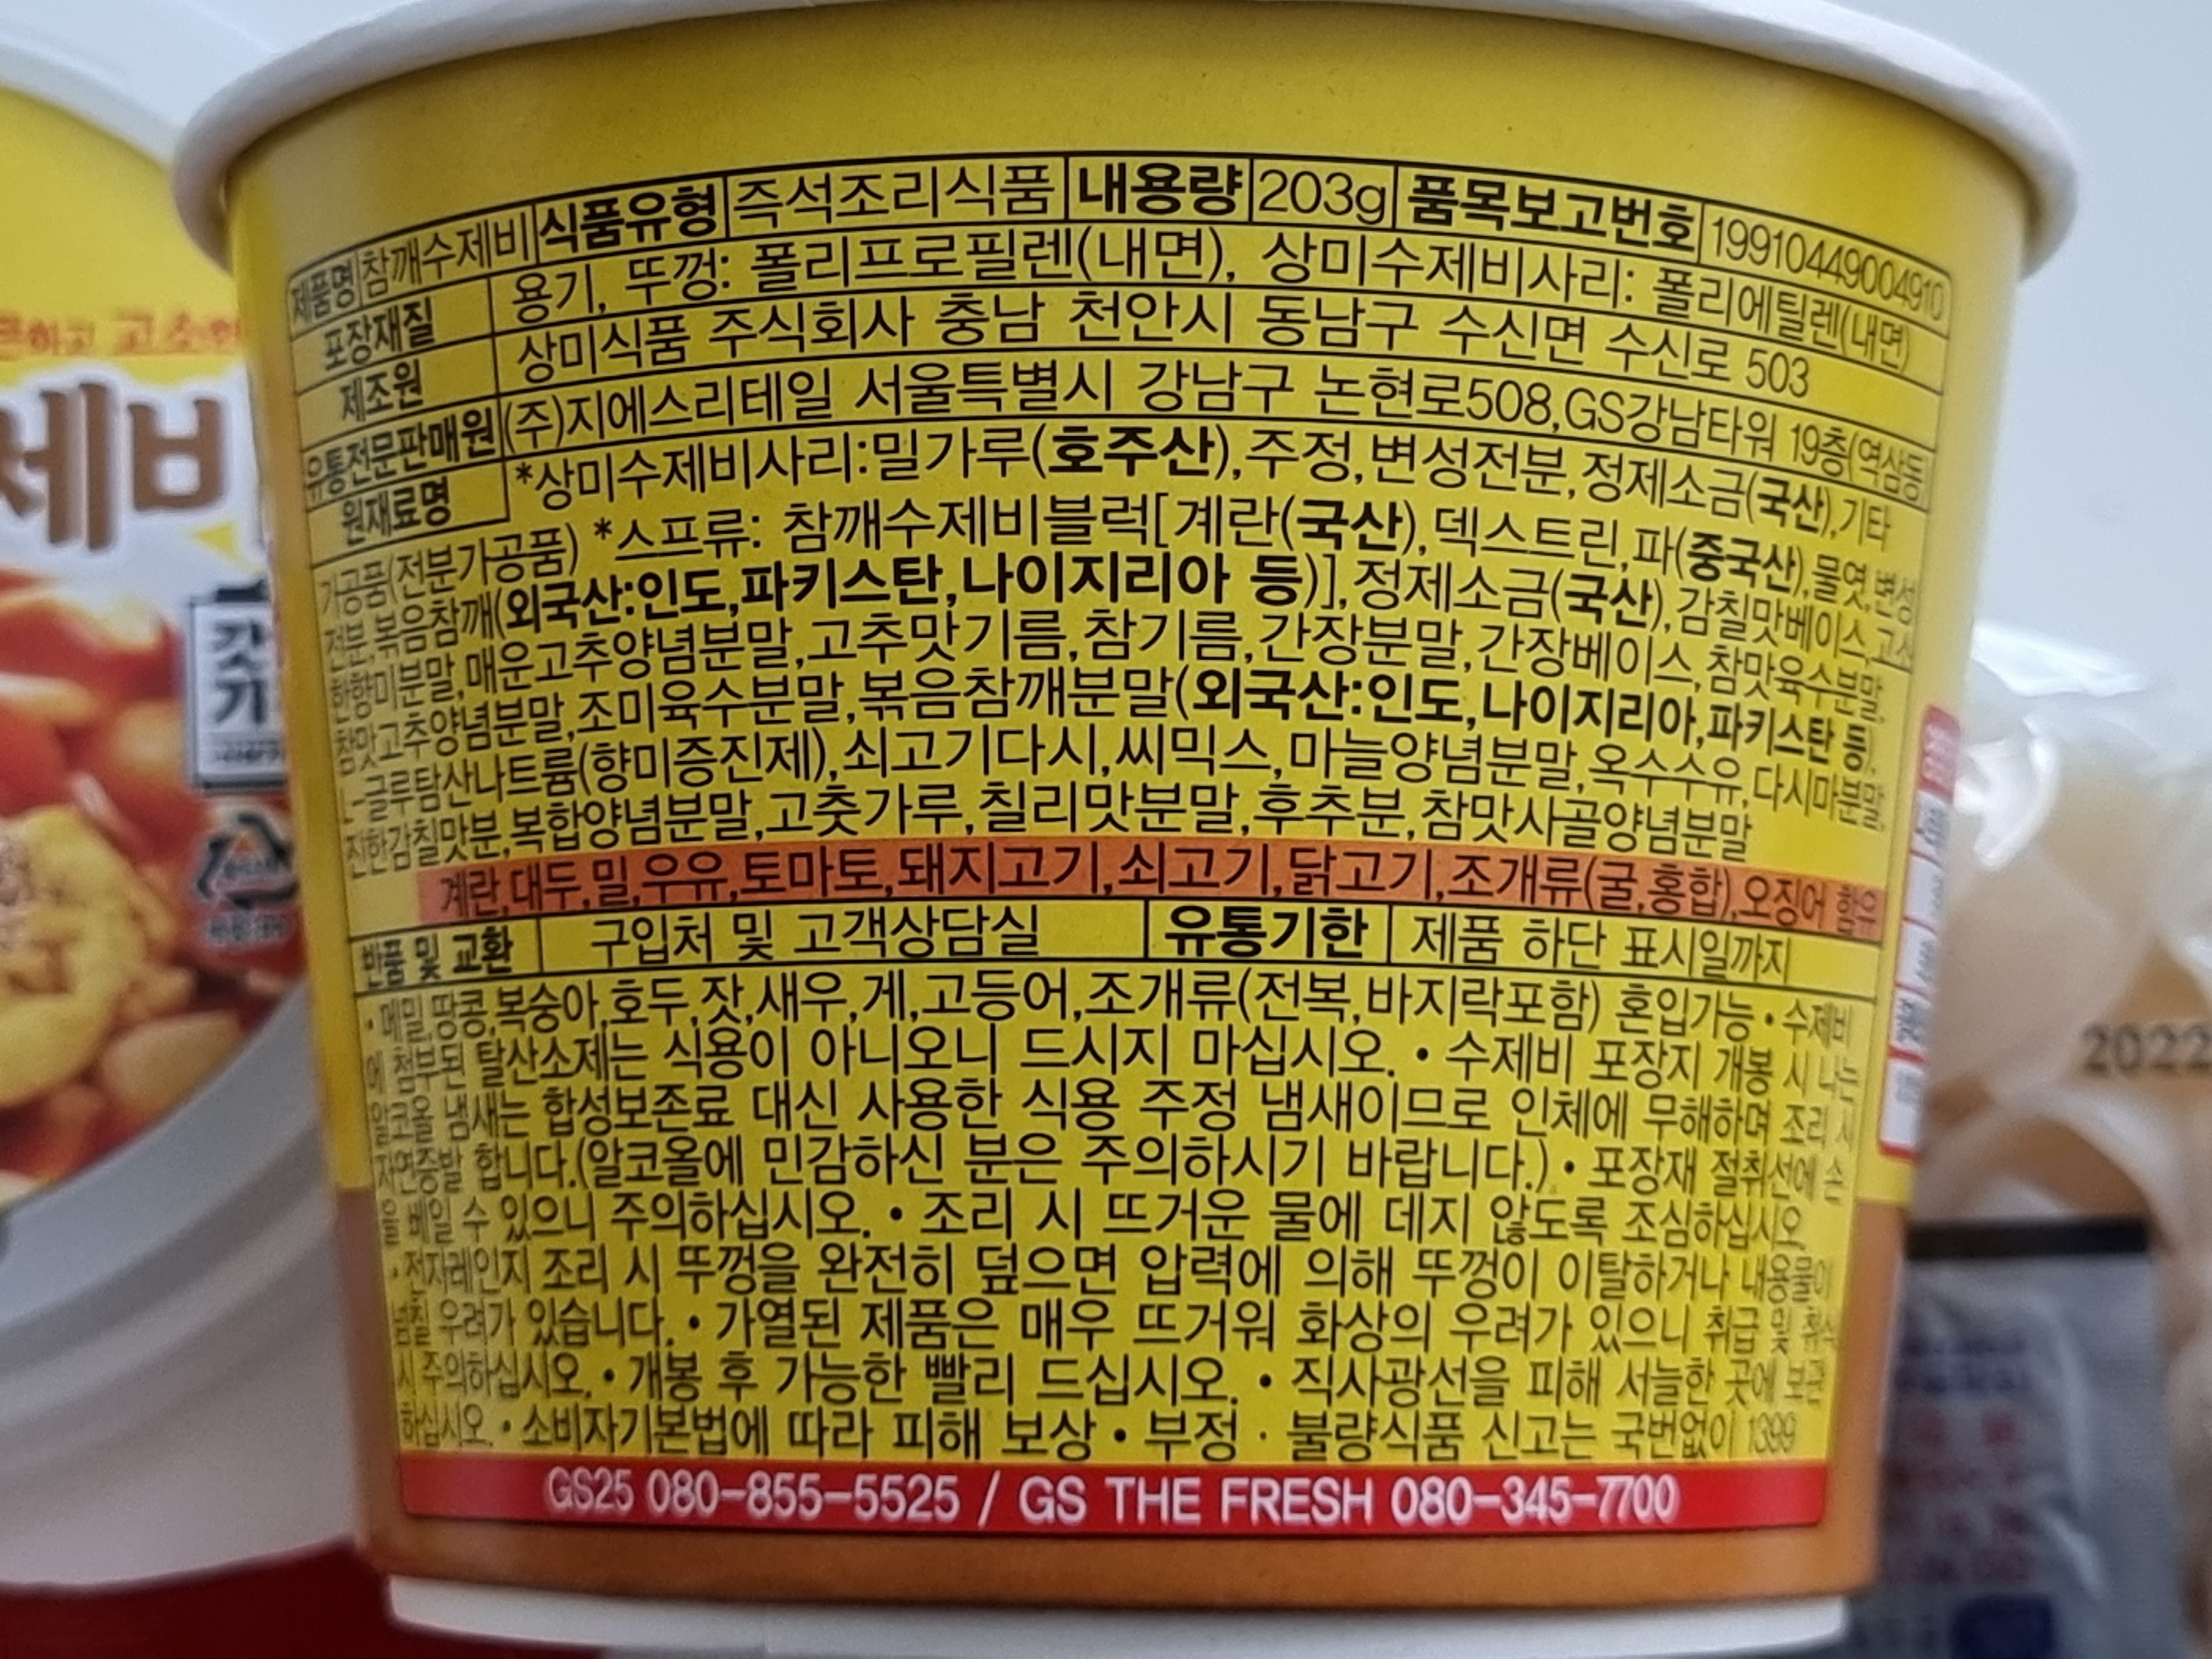 제품명 참깨수제비 식품유형 즉석조리식품 내용량 203g 품목보고번호 19910449004910
포장재질 용기, 뚜껑: 폴리프로필렌(내면), 상미수제비사리: 폴리에틸렌(내면)
제조원 상미식품 주식회사 충남 천안시 동남구 수신면 수신로 503
유통전문판매원 (주)지에스리테일 서울특별시 강남구 논현로508,GS강남타워 19층(역삼동)
원재료명 *상미수제비사리:밀가루(호주산),주정,변성전분,정제소금(국산),기타
가공품(전분가공품) *스프류: 참깨수제비블럭[계란(국산),덱스트린,파(중국산),물엿,변성
전분,볶음참깨(외국산:인도,파키스탄,나이지리아 등)],정제소금(국산),감칠맛베이스,고소
한향미분말,매운고추양념분말,고추맛기름,참기름,간장분말,간장베이스,참맛육수분말,
참맛고추양념분말,조미육수분말,볶음참깨분말(외국산:인도,나이지리아,파키스탄 등),
L-글루탐산나트륨(향미증진제),쇠고기다시,씨믹스,마늘양념분말,옥수수유,다시마분말,
진한감칠맛분,복합양념분말,고춧가루,칠리맛분말,후추분,참맛사골양념분말
계란,대두,밀,우유,토마토,돼지고기,쇠고기,닭고기,조개류(굴,홍합),오징어 함유
반품 및 교환 구입처 및 고객상담실 유통기한 제품 하단 표시일까지
•메밀,땅콩,복숭아,호두,잣,새우,게,고등어,조개류(전복,바지락포함) 혼입가능 • 수제비
에 첨부된 탈산소제는 식용이 아니오니 드시지 마십시오. • 수제비 포장지 개봉 시 나는
알코올 냄새는 합성보존료 대신 사용한 식용 주정 냄새이므로 인체에 무해하며 조리 시
자연증발 합니다.(알코올에 민감하신 분은 주의하시기 바랍니다.) • 포장재 절취선에 손
을 베일 수 있으니 주의하십시오. • 조리 시 뜨거운 물에 데지 않도록 조심하십시오.
•전자레인지 조리 시 뚜껑을 완전히 덮으면 압력에 의해 뚜껑이 이탈하거나 내용물이
넘칠 우려가 있습니다. • 가열된 제품은 매우 뜨거워 화상의 우려가 있으니 취급 및 취식
시 주의하십시오. • 개봉 후 가능한 빨리 드십시오. • 직사광선을 피해 서늘한 곳에 보관
하십시오. • 소비자기본법에 따라 피해 보상 • 부정 · 불량식품 신고는 국번없이 1399
GS25 080-855-5525 / GS THE FRESH 080-345-7700
2022